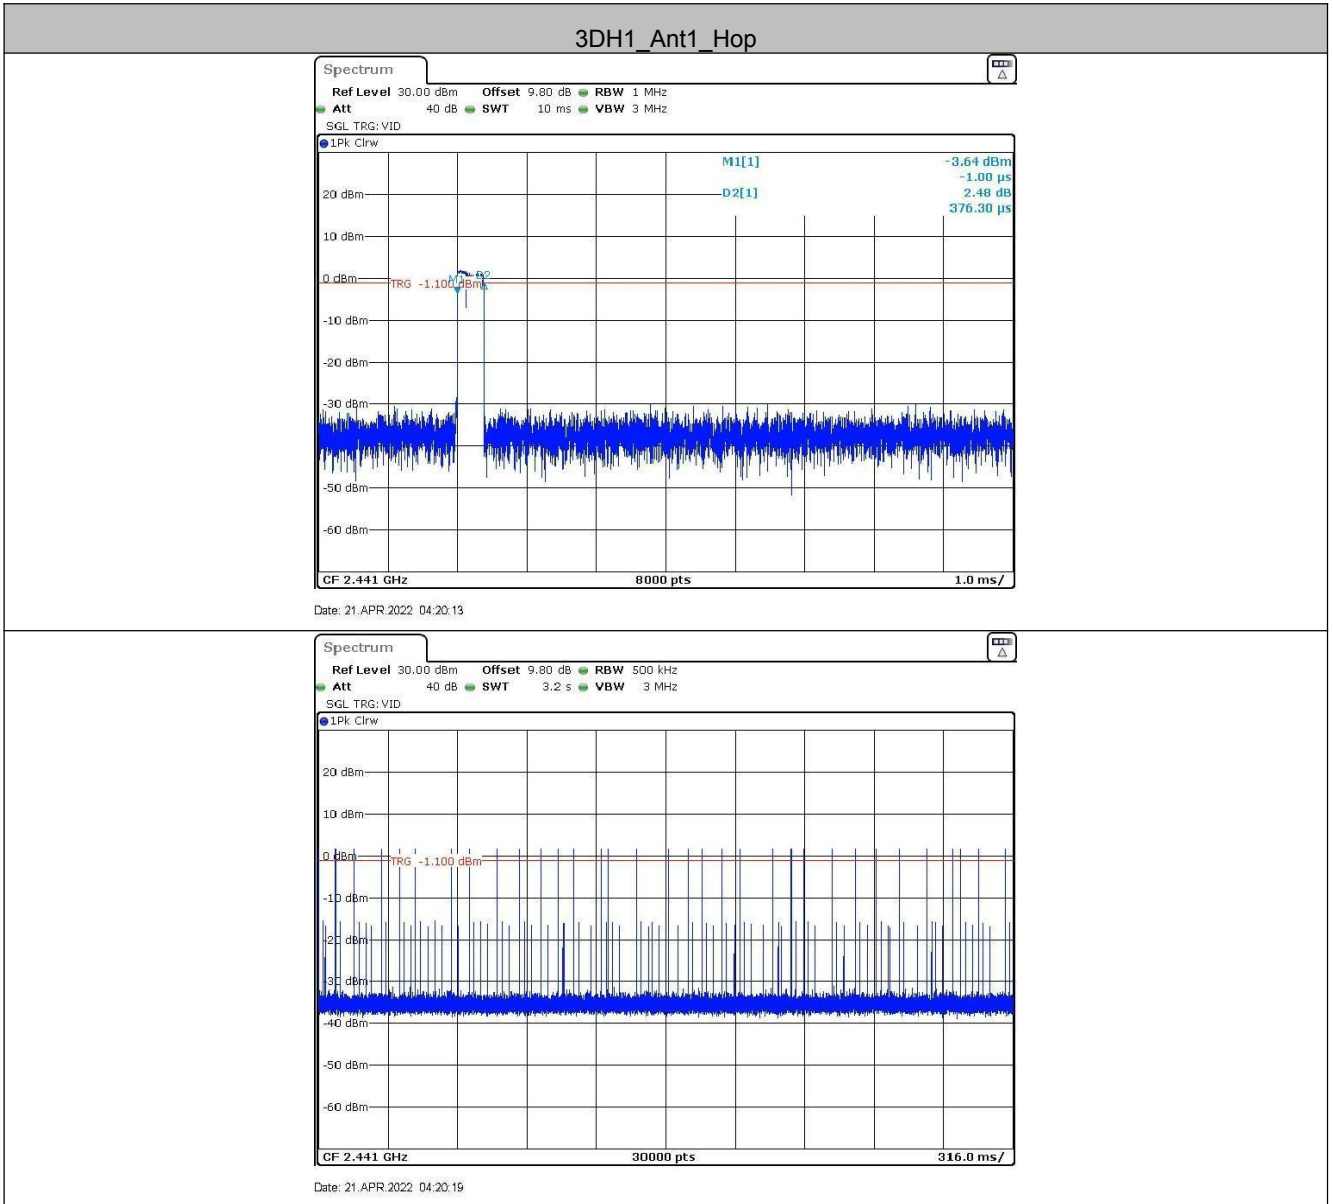 3DH1_Ant1_Hop
Spectrum
Ref Level 30.00 dBm Offset 9.80 dB RBW 1 MHz
Att 40 dB SWT 10 ms VBW 3 MHz
SGL TRG: VID
1Pk Clrw
M1[1] -3.64 dBm
-1.00 µs
20 dBm D2[1] 2.48 dB
376.30 µs
10 dBm
0 dBm
M1 D2
TRG -1.100 dBm
-10 dBm
-20 dBm
-30 dBm
-50 dBm
-60 dBm
CF 2.441 GHz 8000 pts 1.0 ms/
Date: 21.APR.2022 04:20:13
Spectrum
Ref Level 30.00 dBm Offset 9.80 dB RBW 500 kHz
Att 40 dB SWT 3.2 s VBW 3 MHz
SGL TRG: VID
1Pk Clrw
20 dBm
10 dBm
0 dBm
TRG -1.100 dBm
-10 dBm
-20 dBm
-30 dBm
-40 dBm
-50 dBm
-60 dBm
CF 2.441 GHz 30000 pts 316.0 ms/
Date: 21.APR.2022 04:20:19